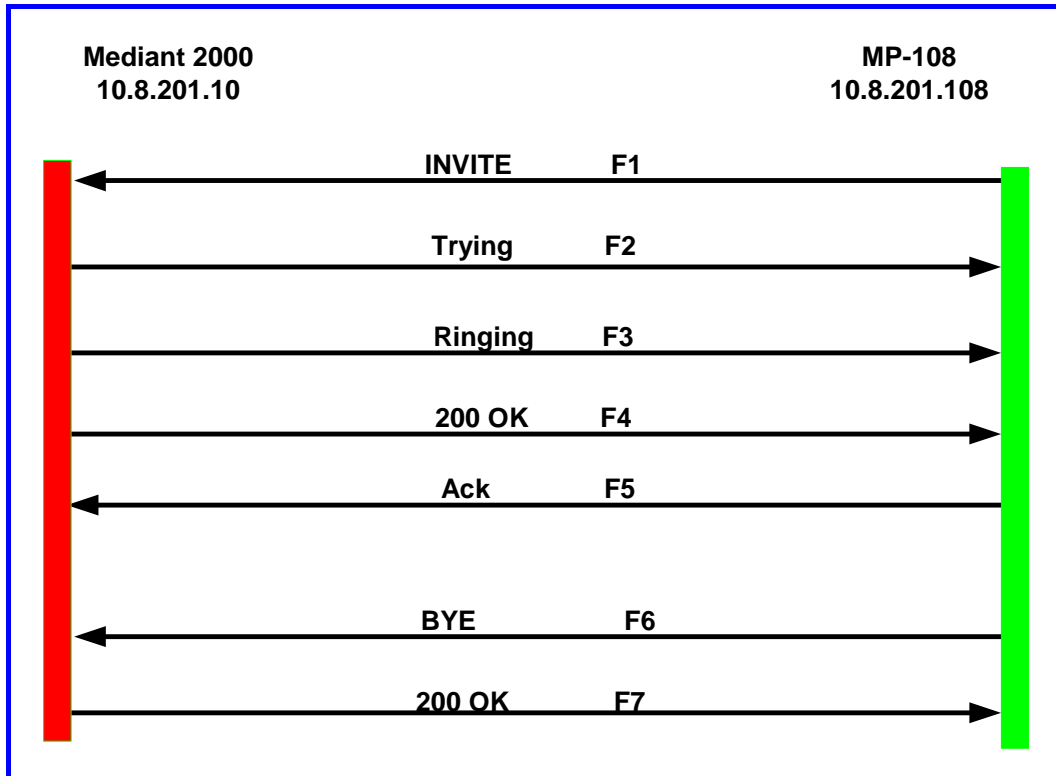 Mediant 2000
10.8.201.10
MP-108
10.8.201.108
INVITE F1
Trying F2
Ringing F3
200 OK F4
Ack F5
BYE F6
200 OK F7